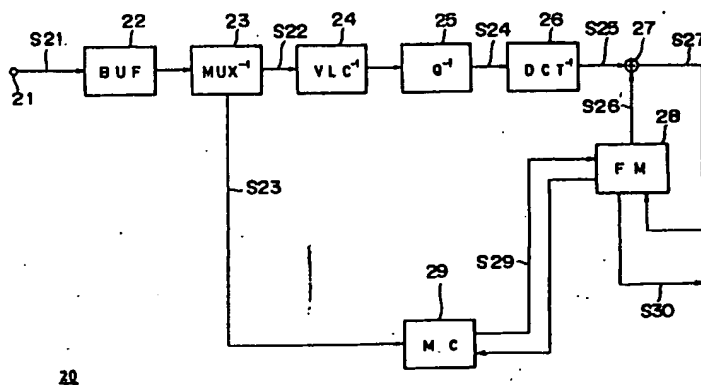 22 23 24 25 26 27
S21 S22 S24 S25 S27
BUF MUX⁻¹ VLC⁻¹ Q⁻¹ DCT⁻¹
21
S26
28
FM
S23
S29
29
S30
MC
20